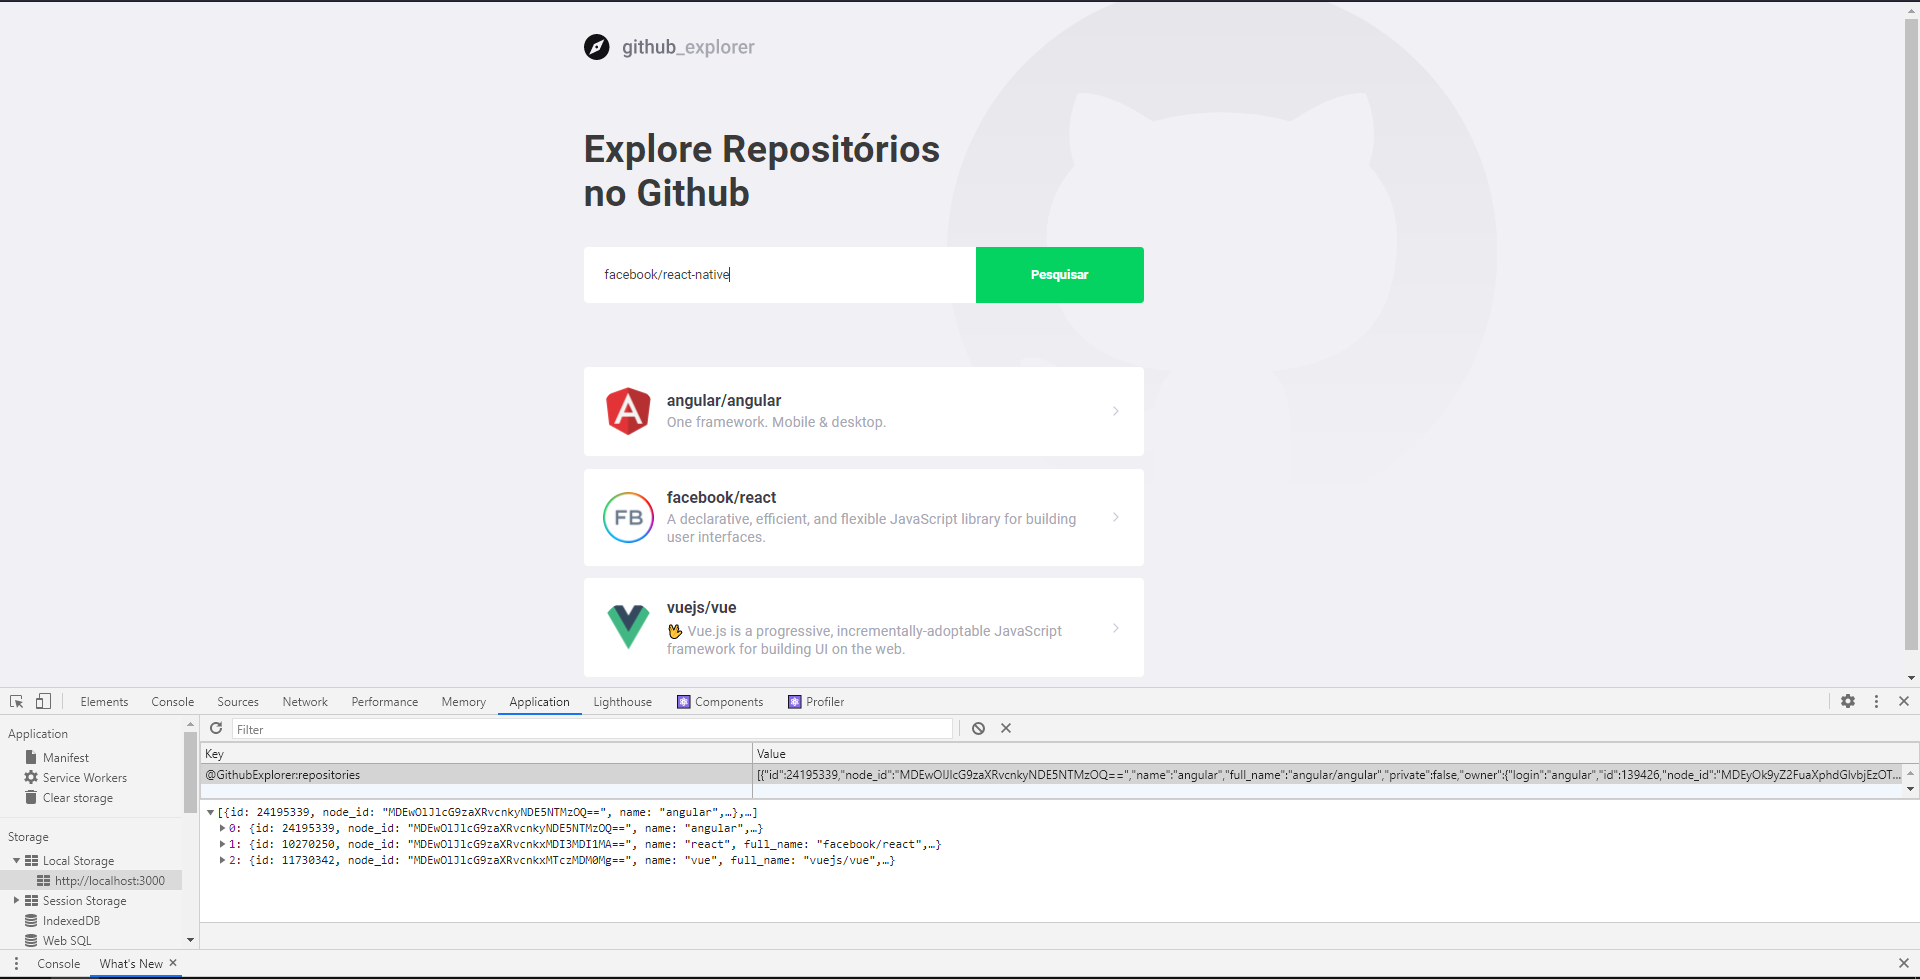 github_explorer
Explore Repositórios
no Github
facebook/react-native
Pesquisar
angular/angular
One framework. Mobile & desktop.
FB
facebook/react
A declarative, efficient, and flexible JavaScript library for building
user interfaces.
vuejs/vue
🖖 Vue.js is a progressive, incrementally-adoptable JavaScript
framework for building UI on the web.
Elements Console Sources Network Performance Memory Application Lighthouse Components Profiler
Application
Manifest
Service Workers
Clear storage
Storage
Local Storage
http://localhost:3000
Session Storage
IndexedDB
Web SQL
Filter
Key Value
@GithubExplorer:repositories [{"id":24195339,"node_id":"MDEwOlJlcG9zaXRvcnkyNDE5NTMzOQ==","name":"angular","full_name":"angular/angular","private":false,"owner":{"login":"angular","id":139426,"node_id":"MDEyOk9yZ2FuaXphdGlvbjEzOT...
[{id: 24195339, node_id: "MDEwOlJlcG9zaXRvcnkyNDE5NTMzOQ==", name: "angular",…},…]
0: {id: 24195339, node_id: "MDEwOlJlcG9zaXRvcnkyNDE5NTMzOQ==", name: "angular",…}
1: {id: 10270250, node_id: "MDEwOlJlcG9zaXRvcnkxMDI3MDI1MA==", name: "react", full_name: "facebook/react",…}
2: {id: 11730342, node_id: "MDEwOlJlcG9zaXRvcnkxMTczMDM0Mg==", name: "vue", full_name: "vuejs/vue",…}
Console What's New